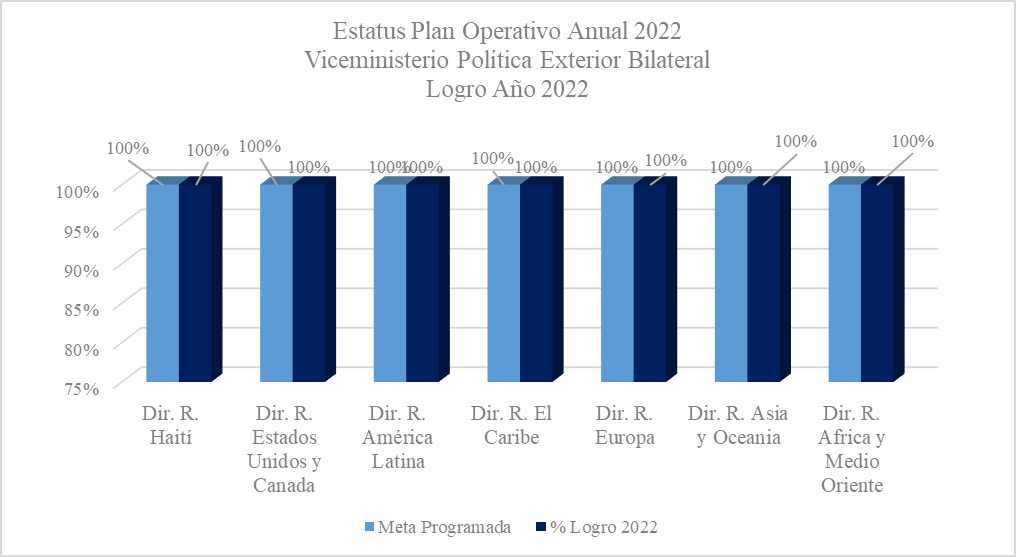 Estatus Plan Operativo Anual 2022
Viceministerio Política Exterior Bilateral
Logro Año 2022
100% 100% 100% 100% 100% 100% 100% 100% 100% 100% 100% 100% 100% 100%
100%
95%
90%
85%
80%
75%
Dir. R.
Haití
Dir. R.
Estados
Unidos y
Canada
Dir. R.
América
Latina
Dir. R. El
Caribe
Dir. R.
Europa
Dir. R. Asia
y Oceania
Dir. R.
Africa y
Medio
Oriente
Meta Programada
% Logro 2022